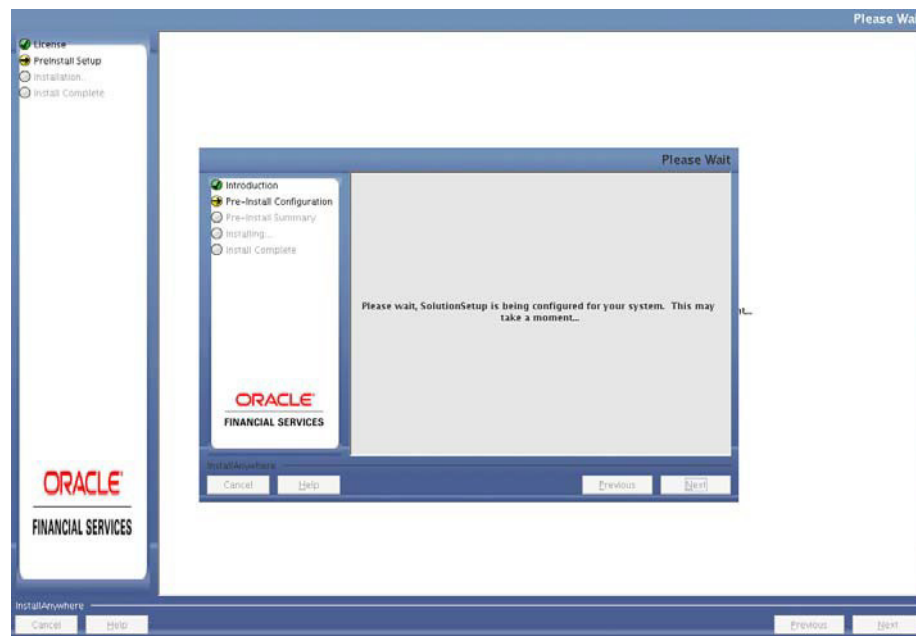 Please Wai
License
PreInstall Setup
Installation...
Install Complete
Please Wait
Introduction
Pre-Install Configuration
Pre-Install Summary
Installing...
Install Complete
Please wait, SolutionSetup is being configured for your system. This may
take a moment...
ORACLE
FINANCIAL SERVICES
InstallAnywhere
Cancel
Help
Previous
Next
ORACLE
FINANCIAL SERVICES
InstallAnywhere
Cancel
Help
Previous
Next